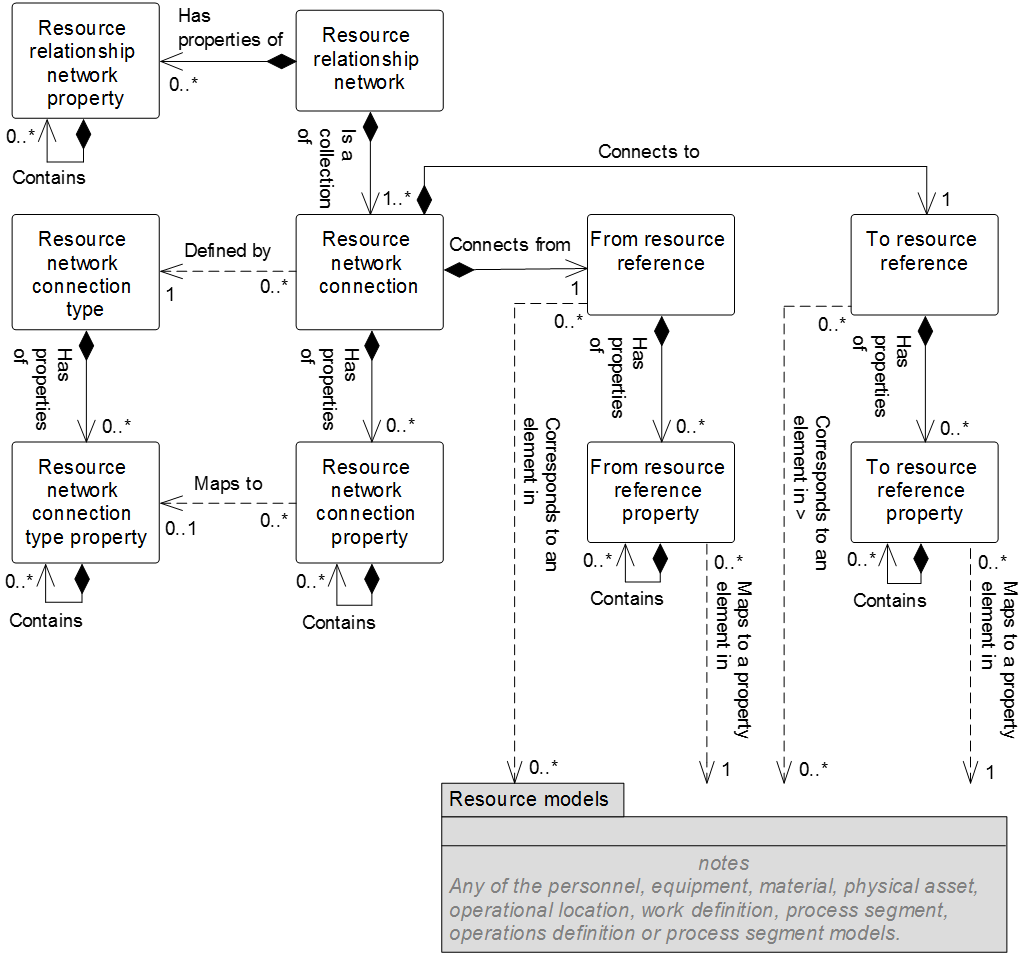 Resource
relationship
network
property
Has
properties of
0..*
Resource
relationship
network
0..*
Contains
Is a
collection
of
1..*
Connects to
1
Resource
network
connection
type
Defined by
1
0..*
Resource
network
connection
Connects from
1
From resource
reference
0..*
To resource
reference
0..*
Has
properties
of
0..*
Has
properties
of
0..*
Has
properties
of
0..*
Has
properties
of
0..*
Resource
network
connection
type property
Maps to
0..1
0..*
Resource
network
connection
property
Corresponds to an
element in
From resource
reference
property
Corresponds to an
element in >
To resource
reference
property
0..*
Contains
0..*
Contains
0..*
Contains
0..*
Maps to a property
element in
0..*
Contains
0..*
Maps to a property
element in
0..*
1
0..*
1
Resource models
notes
Any of the personnel, equipment, material, physical asset,
operational location, work definition, process segment,
operations definition or process segment models.